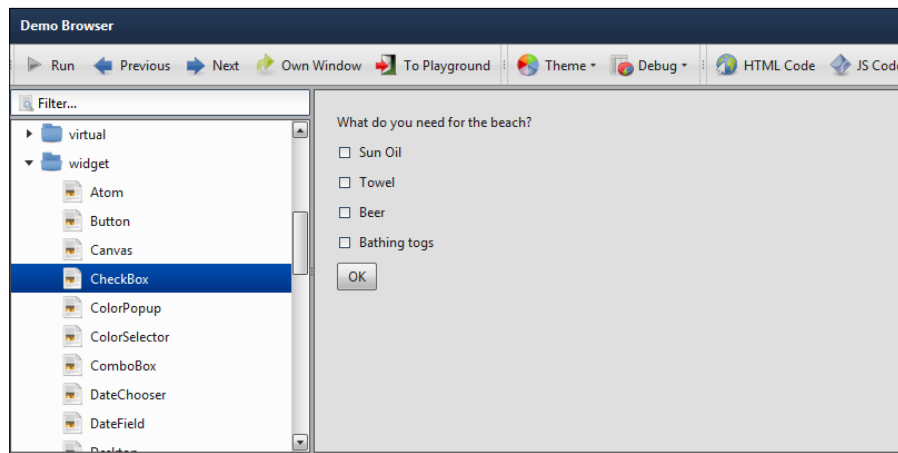 Demo Browser
Run Previous Next Own Window To Playground Theme Debug HTML Code JS Code
Filter...
virtual
widget
Atom
Button
Canvas
CheckBox
ColorPopup
ColorSelector
ComboBox
DateChooser
DateField
Desktop
What do you need for the beach?
Sun Oil
Towel
Beer
Bathing togs
OK